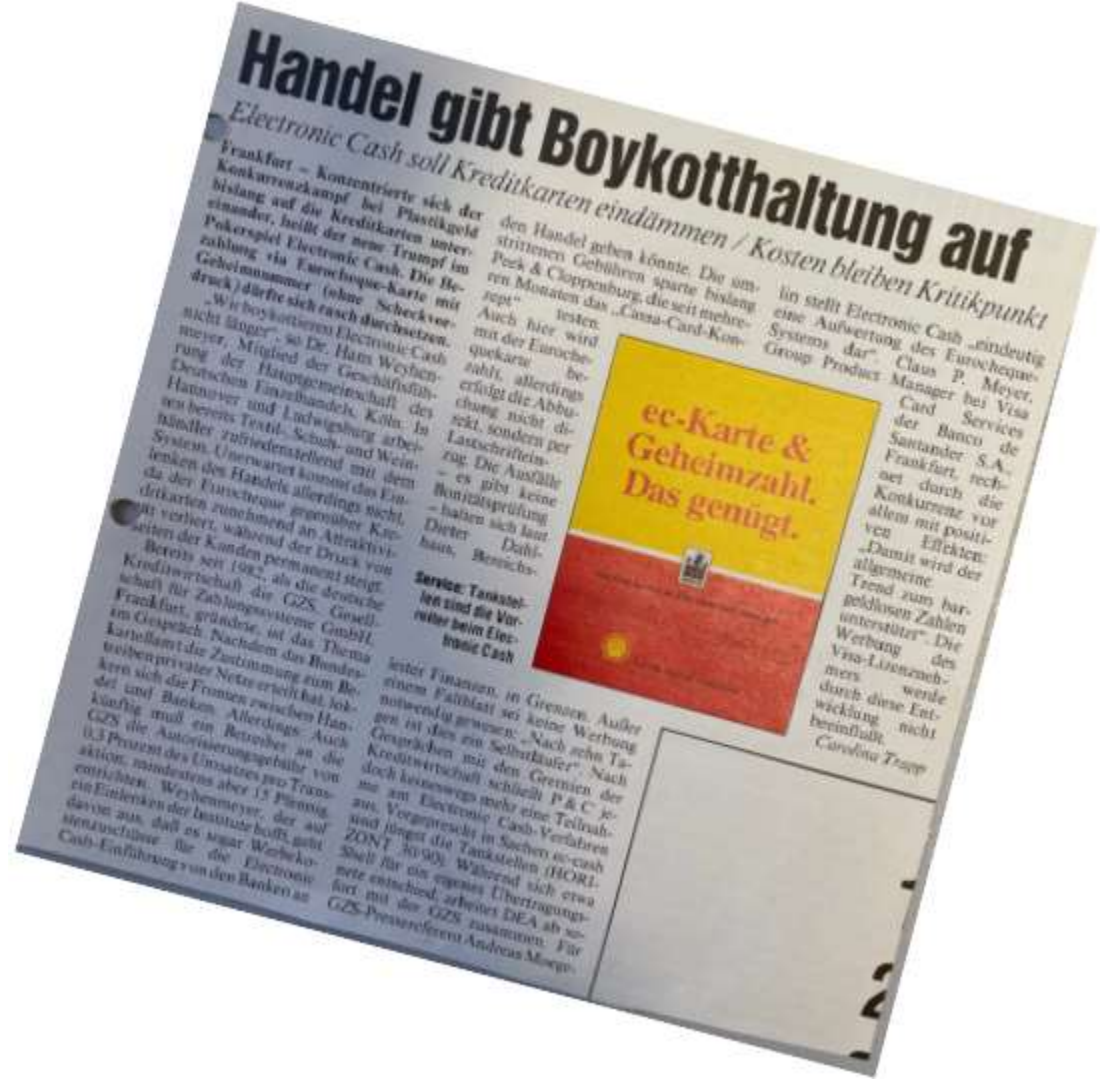 Handel gibt Boykotthaltung auf
Electronic Cash soll Kreditkarten eindämmen / Kosten bleiben Kritikpunkt
Frankfurt – Konzentrierte sich der
Konkurrenzkampf bei Plastikgeld
bislang auf die Kreditkarten unter-
einander, heißt der neue Trumpf im
Pokerspiel Electronic Cash. Die Be-
zahlung via Eurocheque-Karte mit
Geheimnummer (ohne Scheckvor-
druck) dürfte sich rasch durchsetzen.
„Wir boykottieren Electronic Cash
nicht länger“, so Dr. Hans Weyhen-
meyer, Mitglied der Geschäftsfüh-
rung der Hauptgemeinschaft des
Deutschen Einzelhandels, Köln. In
Hannover und Ludwigsburg arbei-
ten bereits Textil-, Schuh- und Wein-
händler zufriedenstellend mit dem
System. Unerwartet kommt das Ein-
lenken des Handels allerdings nicht,
da der Eurocheque gegenüber Kre-
ditkarten zunehmend an Attraktivi-
tät verliert, während der Druck von
seiten der Kunden permanent steigt.
Bereits seit 1982, als die deutsche
Kreditwirtschaft die GZS, Gesell-
schaft für Zahlungssysteme GmbH,
Frankfurt, gründete, ist das Thema
im Gespräch. Nachdem das Bundes-
kartellamt die Zustimmung zum Be-
treiben privater Netze erteilt hat, lok-
kern sich die Fronten zwischen Han-
del und Banken. Allerdings: Auch
künftig muß ein Betreiber an die
GZS die Autorisierungsgebühr von
0,3 Prozent des Umsatzes pro Trans-
aktion, mindestens aber 15 Pfennig,
entrichten. Weyhenmeyer, der auf
ein Einlenken der Institute hofft, geht
davon aus, daß es sogar Werbeko-
stenzuschüsse für die Electronic
Cash-Einführung von den Banken an
den Handel geben könnte. Die um-
strittenen Gebühren sparte bislang
Peek & Cloppenburg, die seit mehre-
ren Monaten das „Cassa-Card-Kon-
zept“ testen.
Auch hier wird
mit der Euroche-
quekarte be-
zahlt, allerdings
erfolgt die Abbu-
chung nicht di-
rekt, sondern per
Lastschriftein-
zug. Die Ausfälle
– es gibt keine
Bonitätsprüfung
– halten sich laut
Dieter Dahl-
haus, Bereichs-
Service: Tankstel-
len sind die Vor-
reiter beim Elec-
tronic Cash
leiter Finanzen, in Grenzen. Außer
einem Faltblatt sei keine Werbung
notwendig gewesen: „Nach zehn Ta-
gen ist dies ein Selbstläufer“. Nach
Gesprächen mit den Gremien der
Kreditwirtschaft schließt P & C je-
doch keineswegs mehr eine Teilnah-
me am Electronic Cash-Verfahren
aus. Vorgeprescht in Sachen ec-cash
sind jüngst die Tankstellen (HORI-
ZONT 30/90). Während sich etwa
Shell für ein eigenes Übertragungs-
netz entschied, arbeitet DEA ab so-
fort mit der GZS zusammen. Für
GZS-Pressereferent Andreas Moege-
lin stellt Electronic Cash „eindeutig
eine Aufwertung des Eurocheque-
Systems dar“. Claus P. Meyer,
Group Product Manager bei Visa
Card Services
der Banco de
Santander S.A.,
Frankfurt, rech-
net durch die
Konkurrenz vor
allem mit positi-
ven Effekten:
„Damit wird der
allgemeine
Trend zum bar-
geldlosen Zahlen
unterstützt“. Die
Werbung des
Visa-Lizenzneh-
mers werde
durch diese Ent-
wicklung nicht
beeinflußt.
Carolina Trapp
ec-Karte &
Geheimzahl.
Das genügt.
2